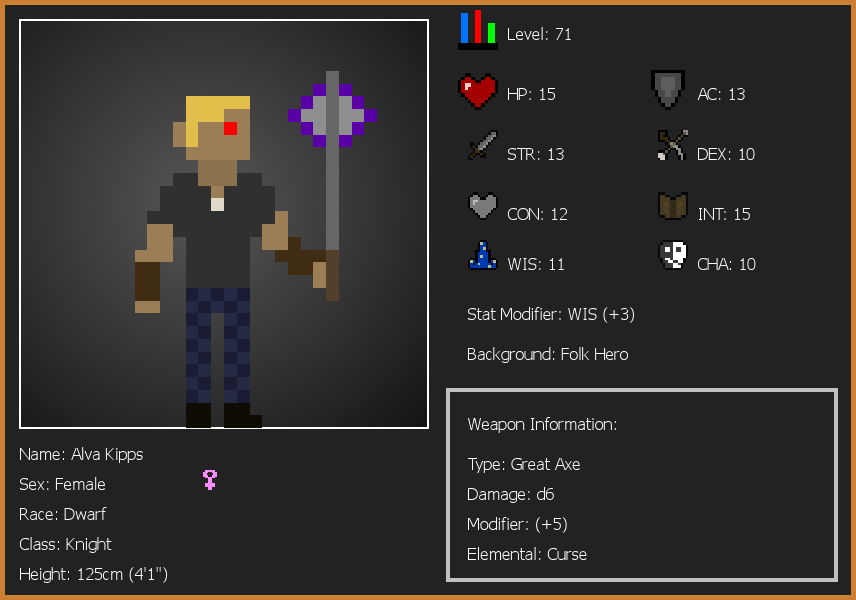 Level: 71
HP: 15
AC: 13
STR: 13
DEX: 10
CON: 12
INT: 15
WIS: 11
CHA: 10
Stat Modifier: WIS (+3)
Background: Folk Hero
Weapon Information:
Type: Great Axe
Damage: d6
Modifier: (+5)
Elemental: Curse
Name: Alva Kipps
Sex: Female
Race: Dwarf
Class: Knight
Height: 125cm (4'1")